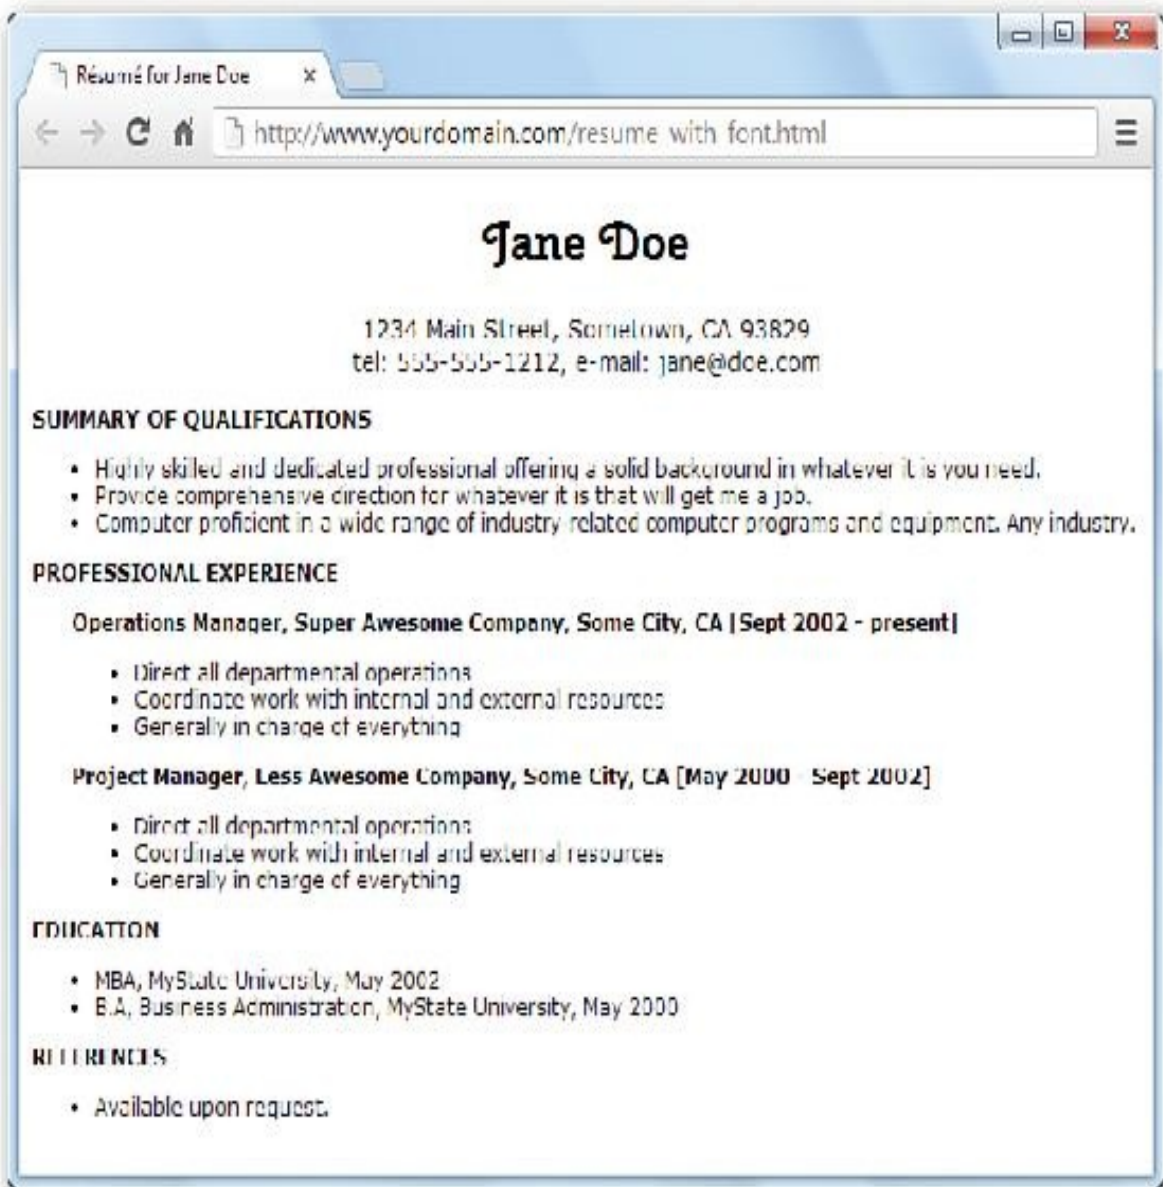 Résumé for Jane Doe
http://www.yourdomain.com/resume with font.html
Jane Doe
1234 Main Street, Sometown, CA 93829
tel: 555-555-1212, e-mail: jane@doe.com
SUMMARY OF QUALIFICATIONS
• Highly skilled and dedicated professional offering a solid background in whatever it is you need.
• Provide comprehensive direction for whatever it is that will get me a job.
• Computer proficient in a wide range of industry related computer programs and equipment. Any industry.
PROFESSIONAL EXPERIENCE
Operations Manager, Super Awesome Company, Some City, CA [Sept 2002 - present]
• Direct all departmental operations
• Coordinate work with internal and external resources
• Generally in charge of everything
Project Manager, Less Awesome Company, Some City, CA [May 2000 - Sept 2002]
• Direct all departmental operations
• Coordinate work with internal and external resources
• Generally in charge of everything
EDUCATION
• MBA, MyState University, May 2002
• B.A, Business Administration, MyState University, May 2000
REFERENCES
• Available upon request.